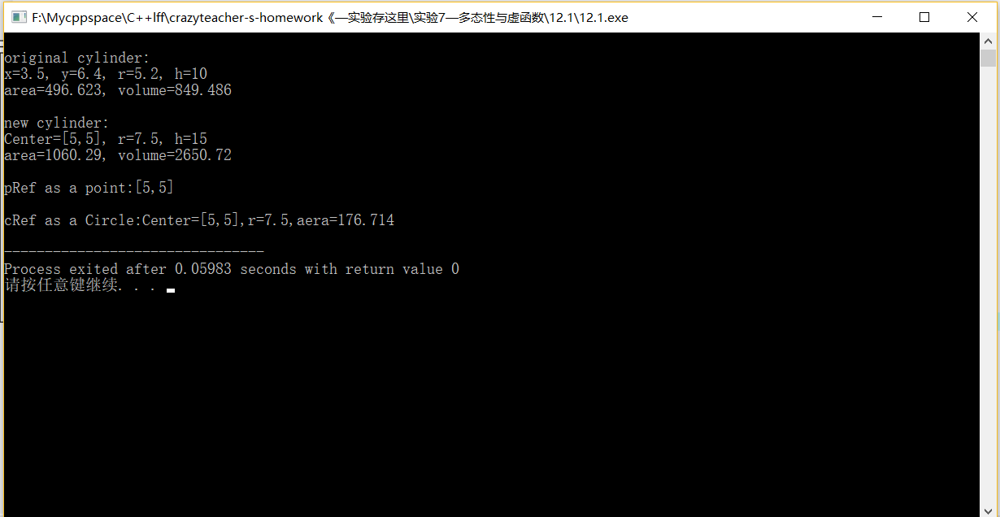 F:\Mycppspace\C++lff\crazyteacher-s-homework《—实验存这里\实验7—多态性与虚函数\12.1\12.1.exe
original cylinder:
x=3.5, y=6.4, r=5.2, h=10
area=496.623, volume=849.486
new cylinder:
Center=[5,5], r=7.5, h=15
area=1060.29, volume=2650.72
pRef as a point:[5,5]
cRef as a Circle:Center=[5,5],r=7.5,aera=176.714
--------------------------------
Process exited after 0.05983 seconds with return value 0
请按任意键继续. . .